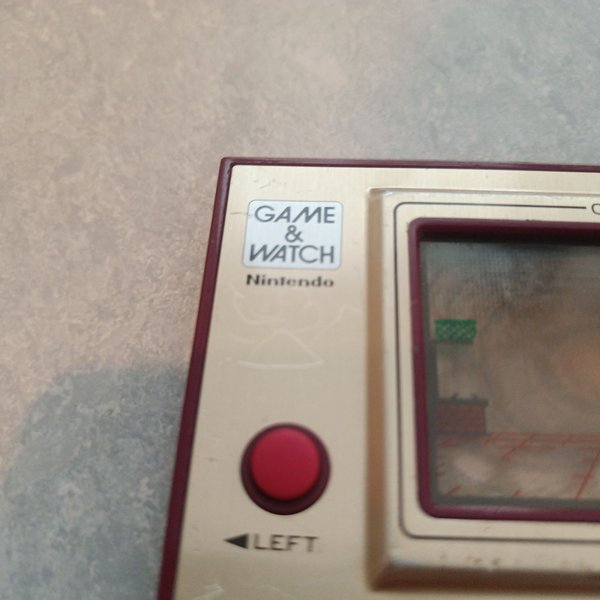 GAME
&
WATCH
Nintendo
◀LEFT